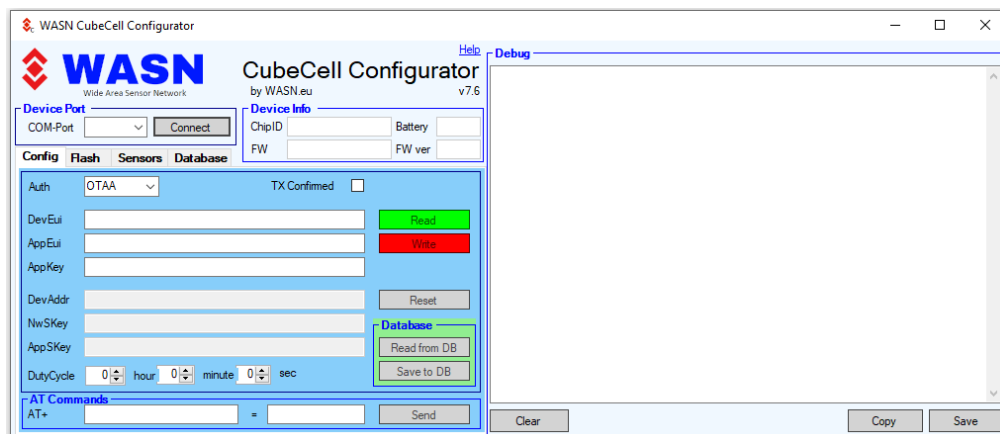 WASN CubeCell Configurator
WASN
Wide Area Sensor Network
Help
CubeCell Configurator
by WASN.eu v7.6
Device Port
COM-Port Connect
Device Info
ChipID Battery
FW FW ver
Config Flash Sensors Database
Auth OTAA TX Confirmed
DevEui Read
AppEui Write
AppKey
DevAddr Reset
NwSKey
AppSKey
Database
Read from DB
Save to DB
DutyCycle 0 hour 0 minute 0 sec
AT Commands
AT+ = Send
Debug
Clear Copy Save